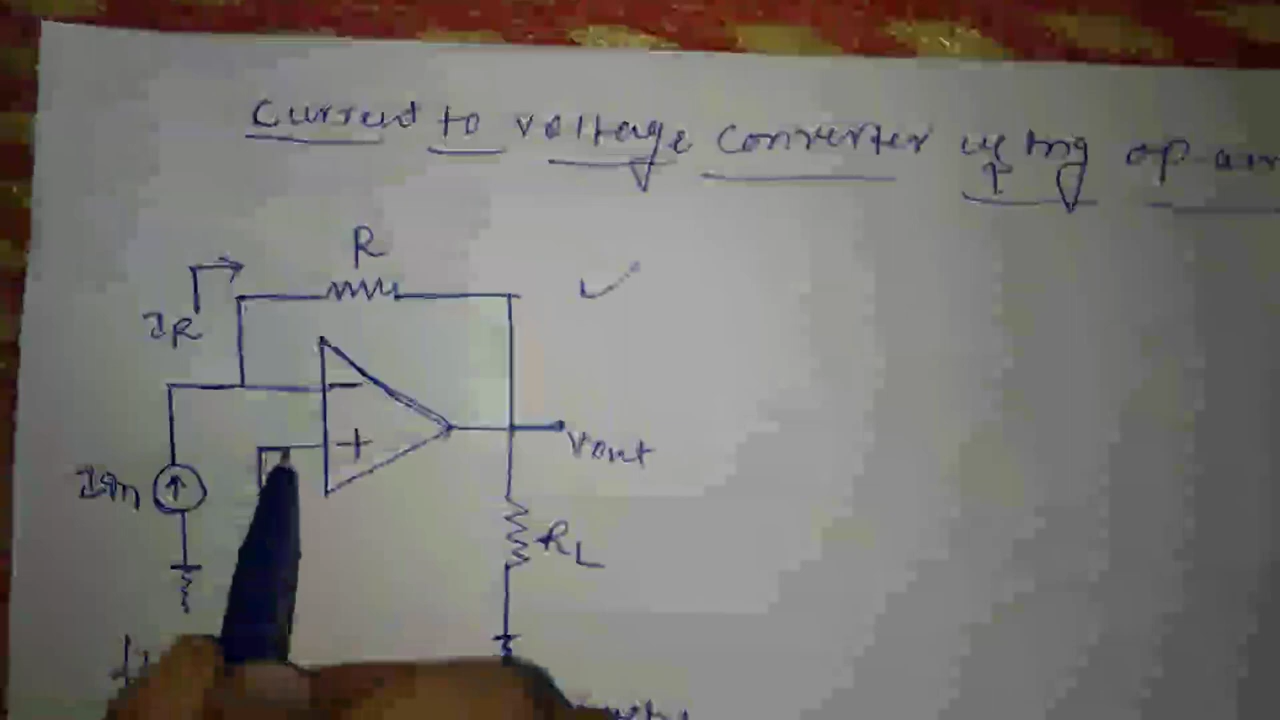 Current to voltage converter using op-am
R
IR
-
+
Iin
Vout
RL